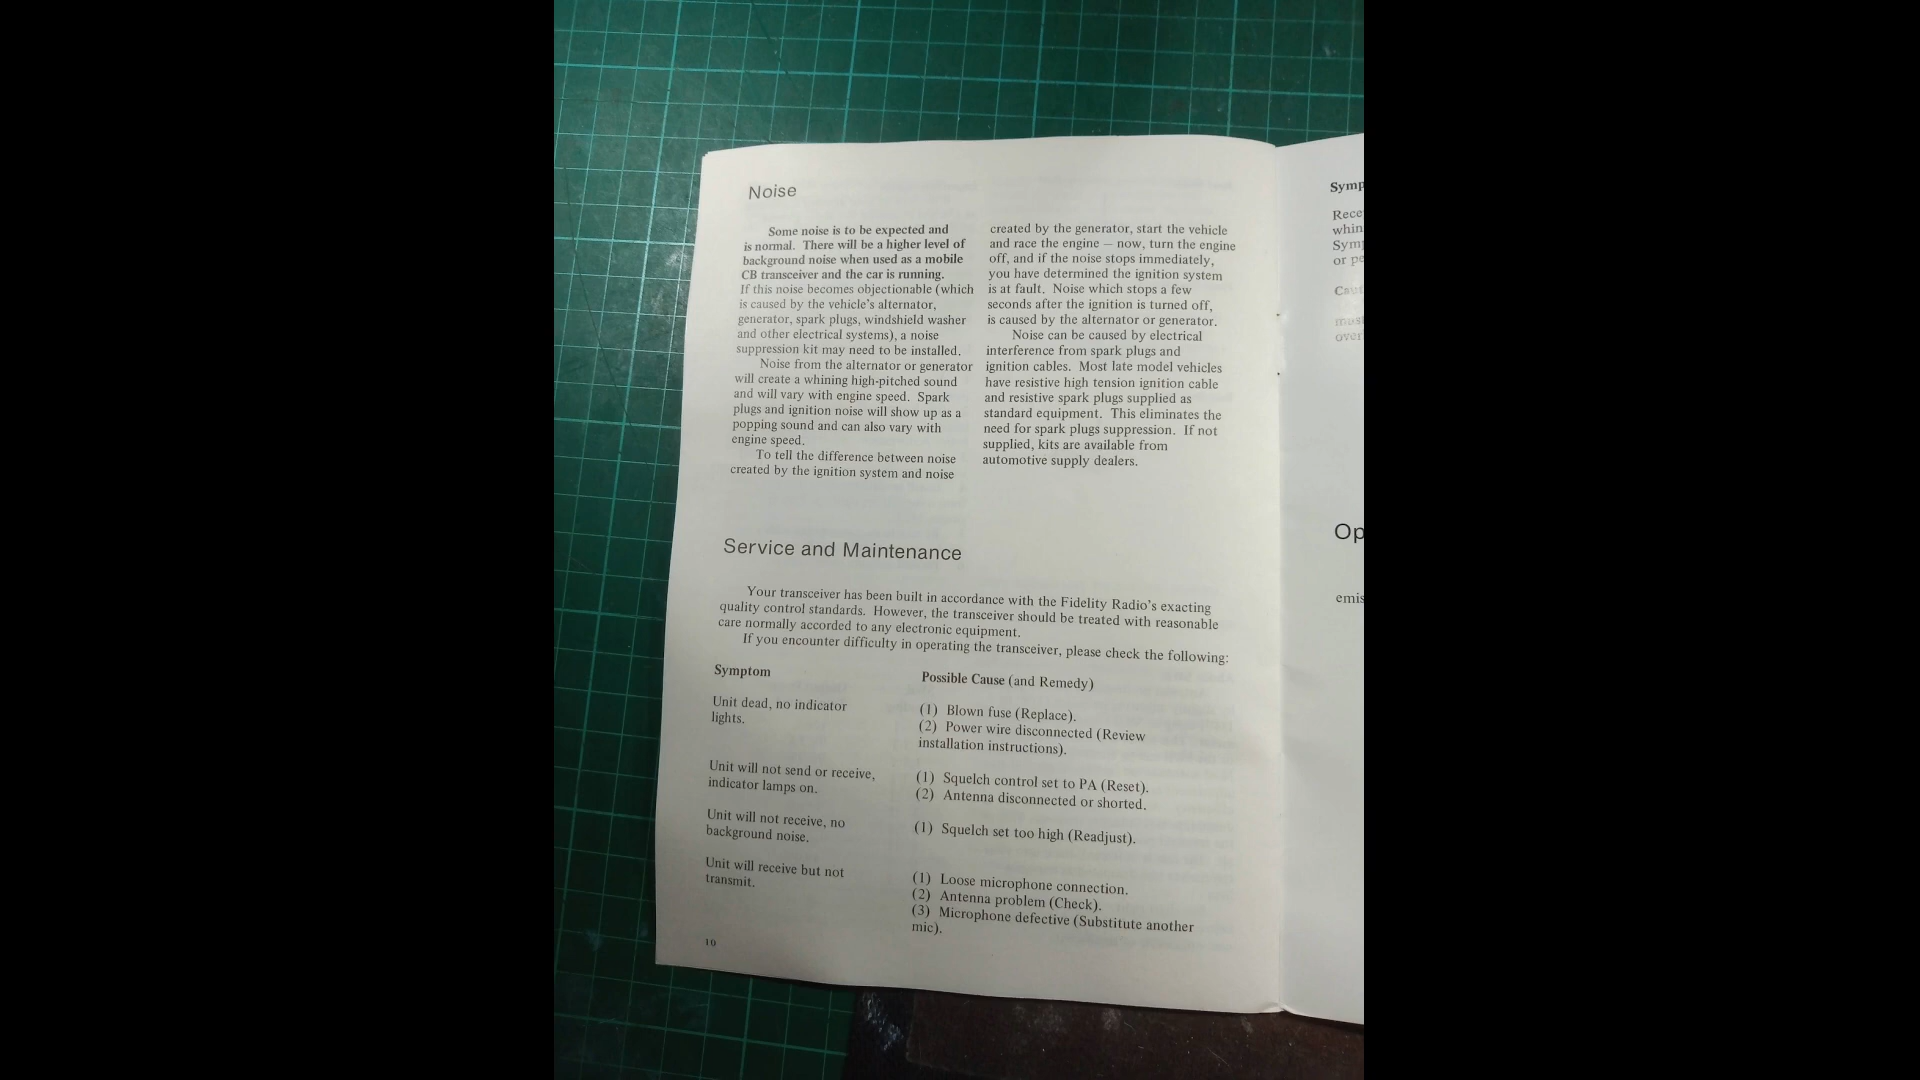 Noise
Some noise is to be expected and
is normal. There will be a higher level of
background noise when used as a mobile
CB transceiver and the car is running.
If this noise becomes objectionable (which
is caused by the vehicle's alternator,
generator, spark plugs, windshield washer
and other electrical systems), a noise
suppression kit may need to be installed.
Noise from the alternator or generator
will create a whining high-pitched sound
and will vary with engine speed. Spark
plugs and ignition noise will show up as a
popping sound and can also vary with
engine speed.
To tell the difference between noise
created by the ignition system and noise
created by the generator, start the vehicle
and race the engine – now, turn the engine
off, and if the noise stops immediately,
you have determined the ignition system
is at fault. Noise which stops a few
seconds after the ignition is turned off,
is caused by the alternator or generator.
Noise can be caused by electrical
interference from spark plugs and
ignition cables. Most late model vehicles
have resistive high tension ignition cable
and resistive spark plugs supplied as
standard equipment. This eliminates the
need for spark plugs suppression. If not
supplied, kits are available from
automotive supply dealers.
Service and Maintenance
Your transceiver has been built in accordance with the Fidelity Radio's exacting
quality control standards. However, the transceiver should be treated with reasonable
care normally accorded to any electronic equipment.
If you encounter difficulty in operating the transceiver, please check the following:
Symptom
Possible Cause (and Remedy)
Unit dead, no indicator
lights.
(1) Blown fuse (Replace).
(2) Power wire disconnected (Review
installation instructions).
Unit will not send or receive,
indicator lamps on.
(1) Squelch control set to PA (Reset).
(2) Antenna disconnected or shorted.
Unit will not receive, no
background noise.
(1) Squelch set too high (Readjust).
Unit will receive but not
transmit.
(1) Loose microphone connection.
(2) Antenna problem (Check).
(3) Microphone defective (Substitute another
mic).
10
Symp
Rece
whin
Symp
or pe
Caut
must
over
Op
emis